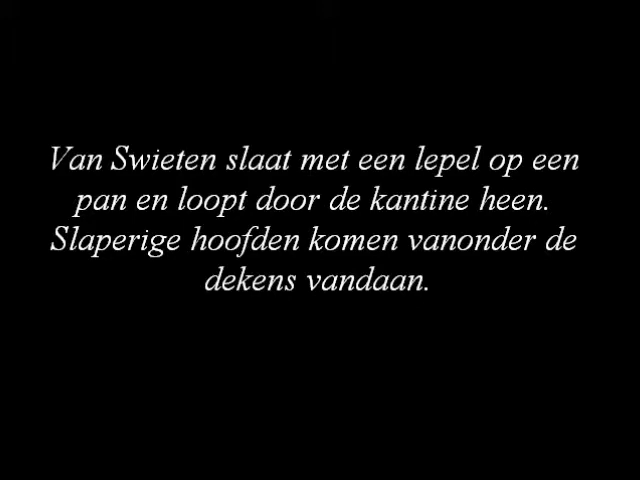 Van Swieten slaat met een lepel op een
pan en loopt door de kantine heen.
Slaperige hoofden komen vanonder de
dekens vandaan.